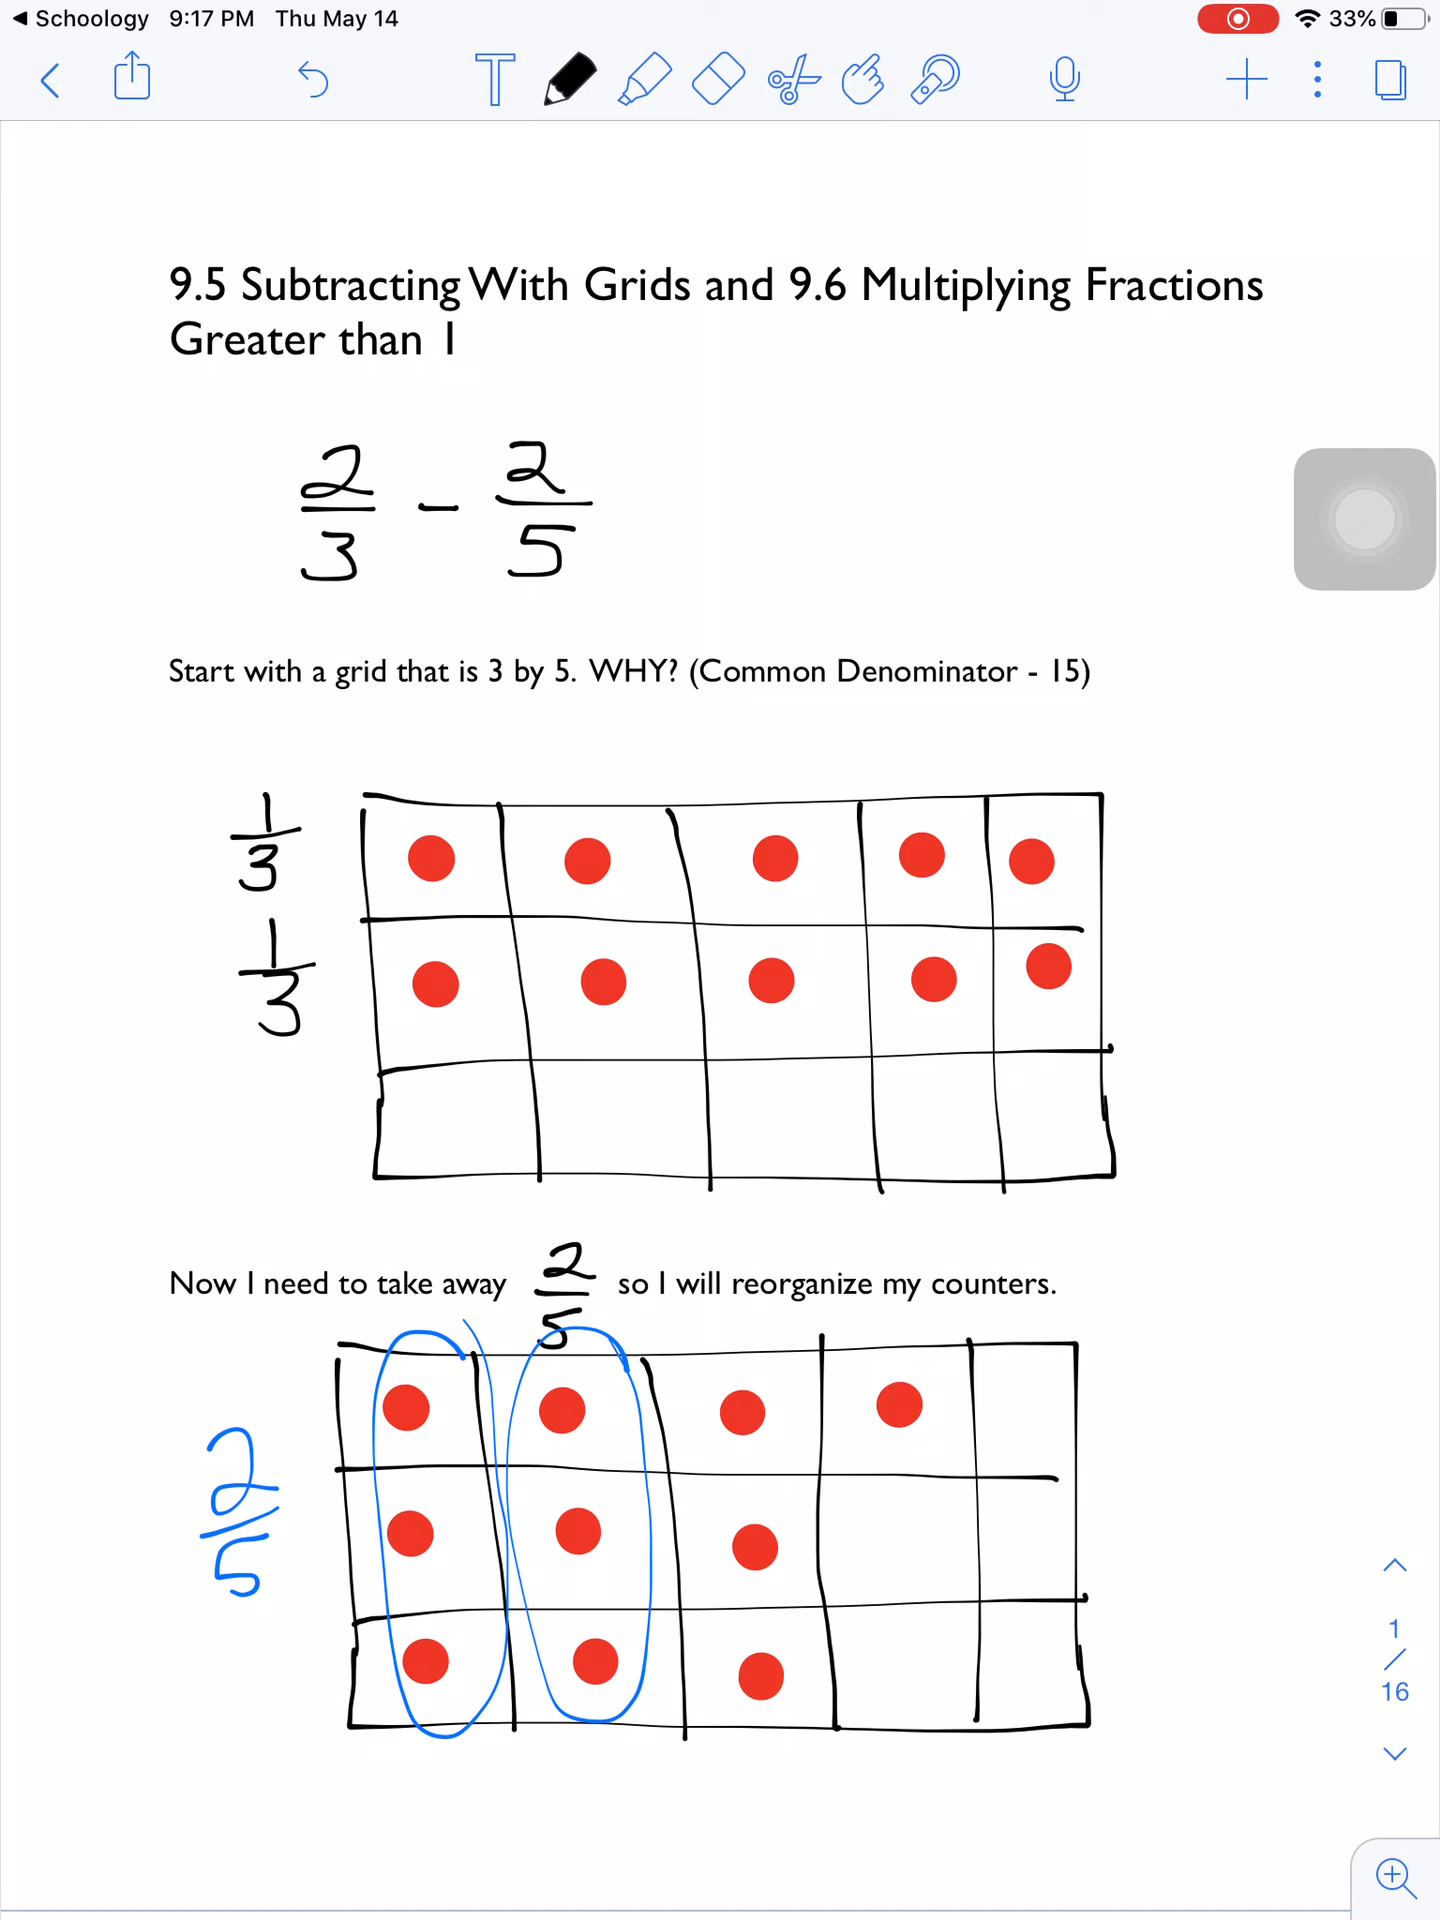 Schoology 9:17 PM Thu May 14 33%
T
9.5 Subtracting With Grids and 9.6 Multiplying Fractions
Greater than 1
2/3 - 2/5
Start with a grid that is 3 by 5. WHY? (Common Denominator - 15)
1/3
1/3
Now I need to take away 2/5 so I will reorganize my counters.
2/5
1/16